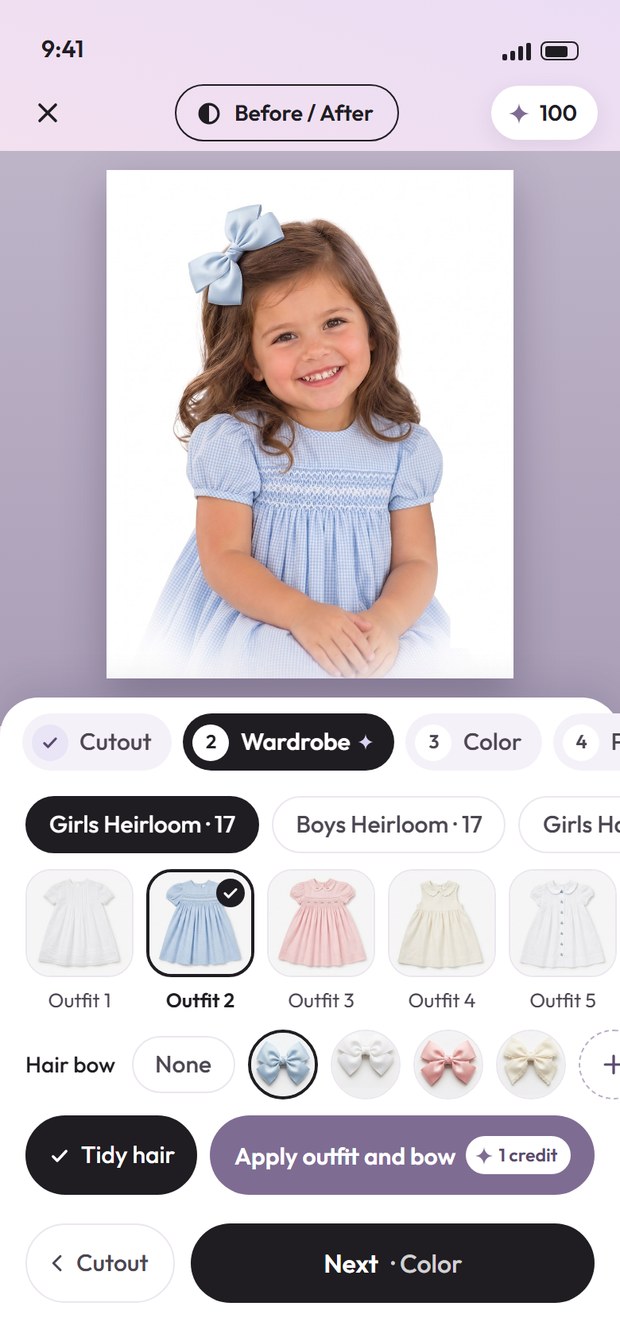 9:41
Before / After
100
Cutout
2 Wardrobe
3 Color
4
Girls Heirloom · 17
Boys Heirloom · 17
Girls
Outfit 1
Outfit 2
Outfit 3
Outfit 4
Outfit 5
Hair bow
None
Tidy hair
Apply outfit and bow
1 credit
Cutout
Next · Color